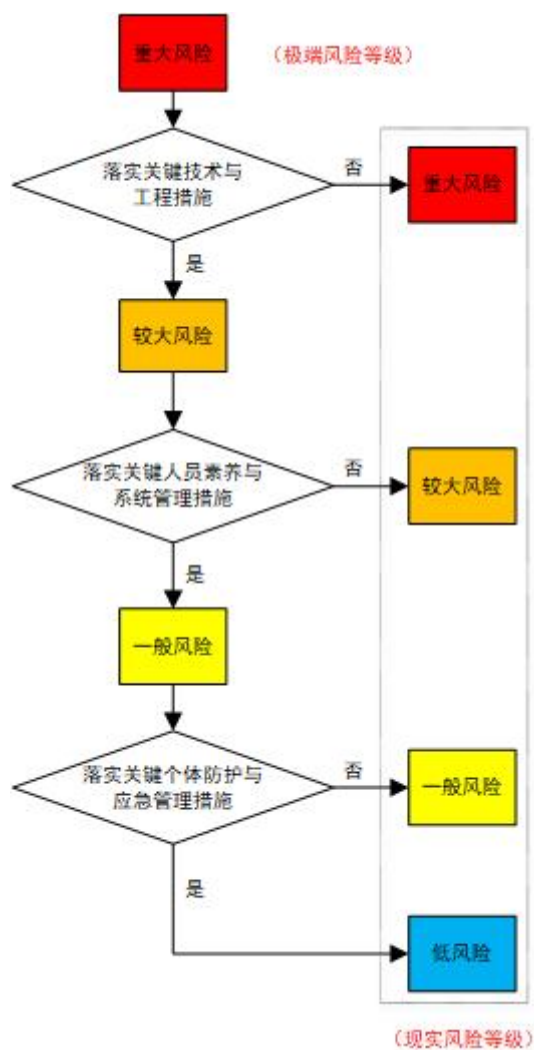 重大风险
（极端风险等级）
落实关键技术与
工程措施
否
重大风险
是
较大风险
落实关键人员素养与
系统管理措施
否
较大风险
是
一般风险
落实关键个体防护与
应急管理措施
否
一般风险
是
低风险
（现实风险等级）